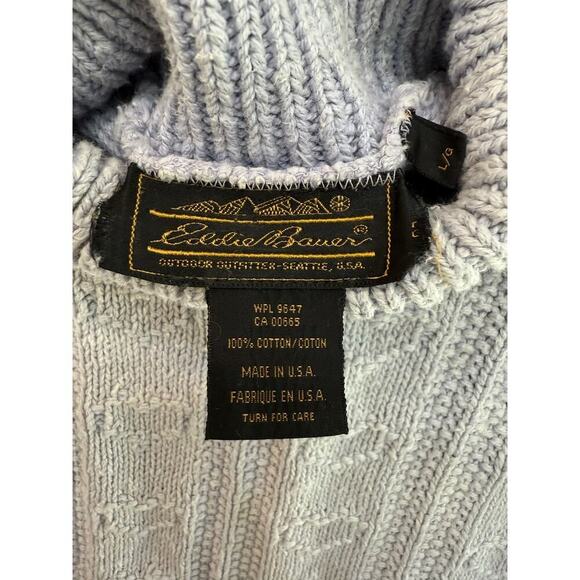 L/G
Eddie Bauer®
OUTDOOR OUTFITTER-SEATTLE, U.S.A.
WPL 9647
CA 00665
100% COTTON/COTON
MADE IN U.S.A.
FABRIQUE EN U.S.A.
TURN FOR CARE